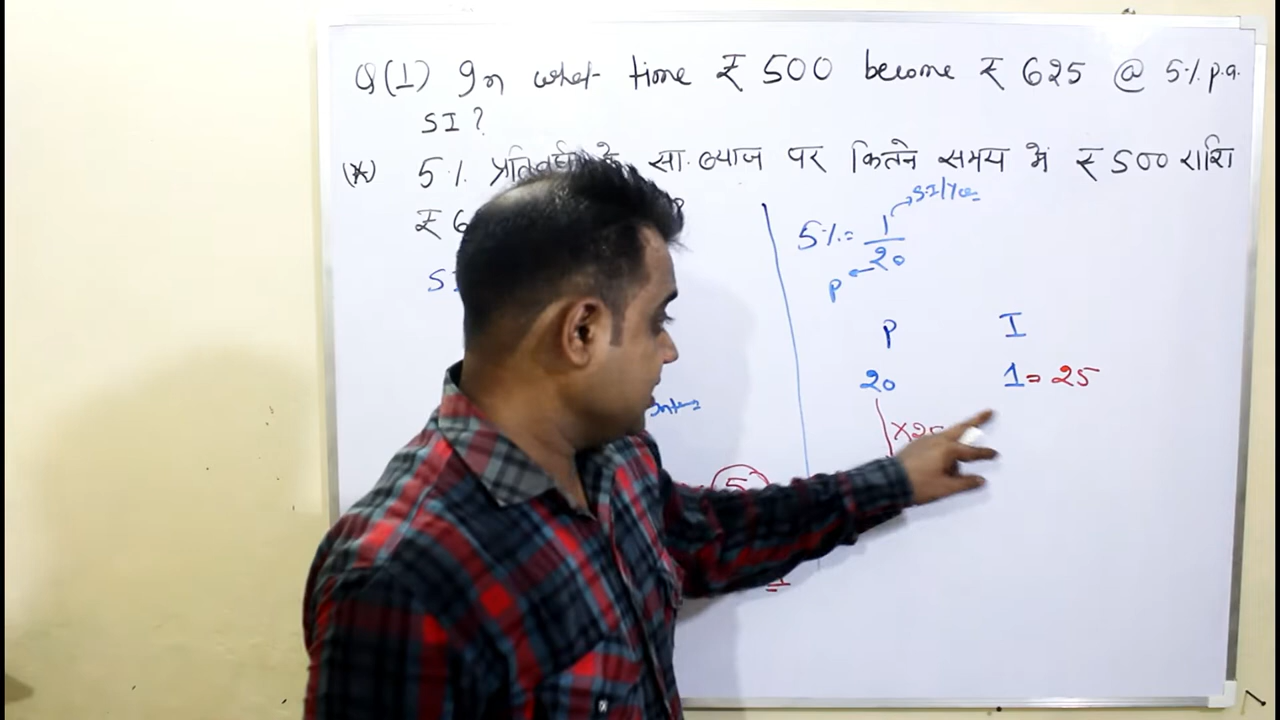 Q(1) In what time ₹ 500 become ₹ 625 @ 5% p.a.
SI?
(*) 5% प्रतिवर्ष के सा. ब्याज पर कितने समय में ₹ 500 राशि
₹ 6
SI
5% = 1/20
P
P I
20 1 = 25
5